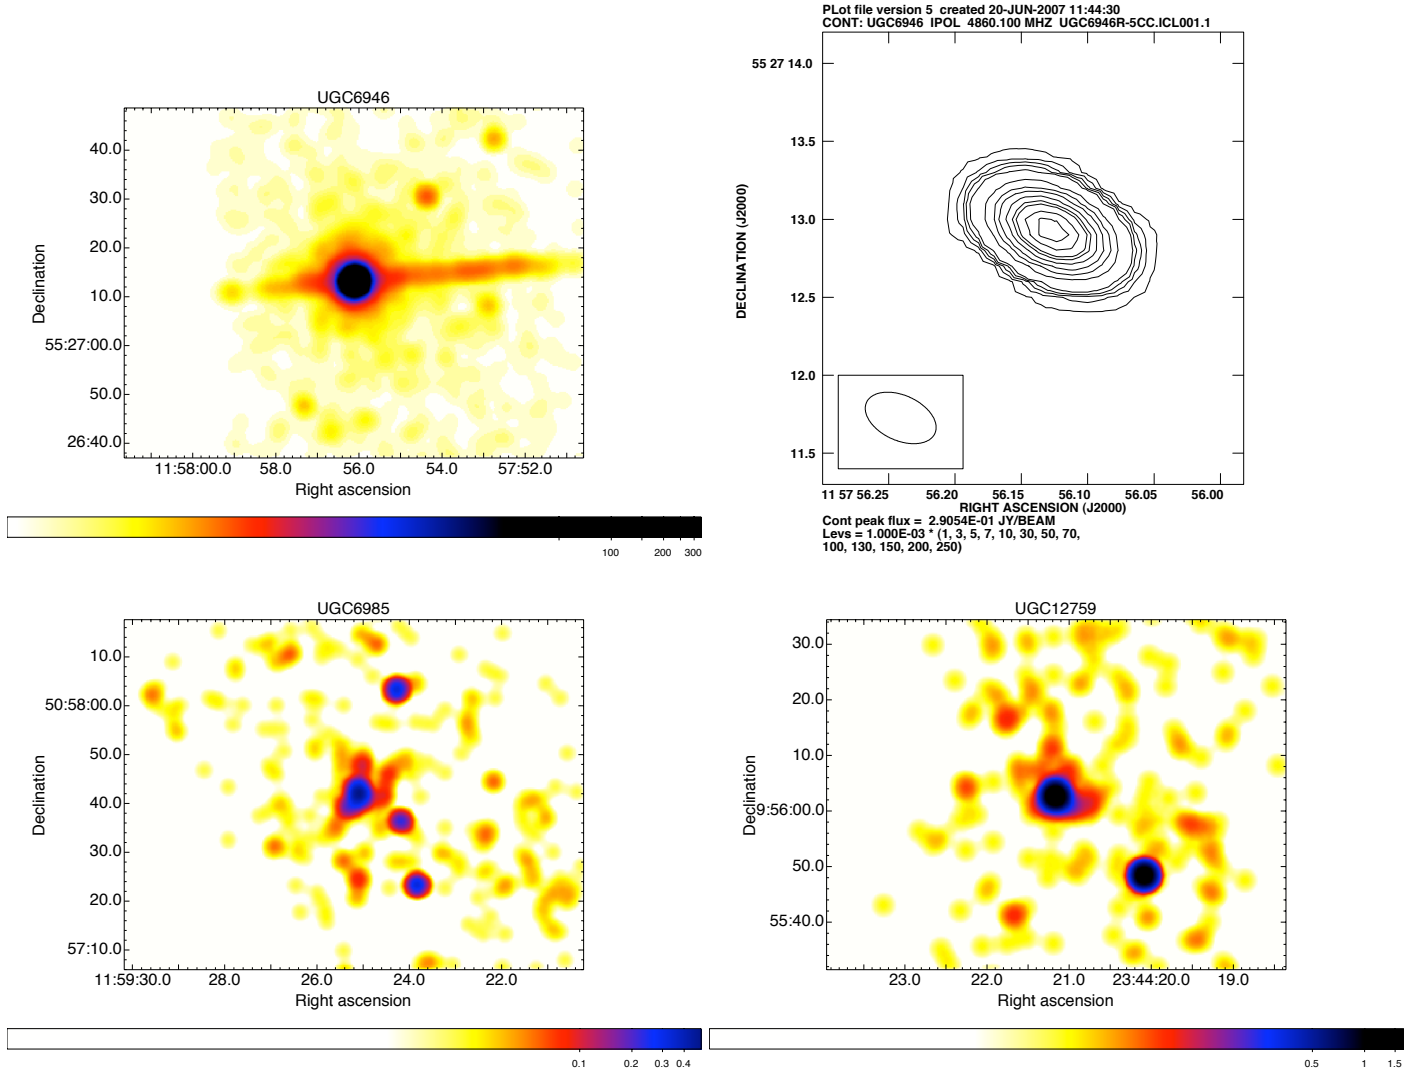 PLot file version 5 created 20-JUN-2007 11:44:30
CONT: UGC6946 IPOL 4860.100 MHZ UGC6946R-5CC.ICL001.1
UGC6946
40.0
30.0
20.0
10.0
55:27:00.0
50.0
26:40.0
Declination
11:58:00.0 58.0 56.0 54.0 57:52.0
Right ascension
100 200 300
55 27 14.0
13.5
13.0
12.5
12.0
11.5
DECLINATION (J2000)
11 57 56.25 56.20 56.15 56.10 56.05 56.00
RIGHT ASCENSION (J2000)
Cont peak flux = 2.9054E-01 JY/BEAM
Levs = 1.000E-03 * (1, 3, 5, 7, 10, 30, 50, 70,
100, 130, 150, 200, 250)
UGC6985
10.0
50:58:00.0
50.0
40.0
30.0
20.0
57:10.0
Declination
11:59:30.0 28.0 26.0 24.0 22.0
Right ascension
0.1 0.2 0.3 0.4
UGC12759
30.0
20.0
10.0
9:56:00.0
50.0
55:40.0
Declination
23.0 22.0 21.0 23:44:20.0 19.0
Right ascension
0.5 1 1.5